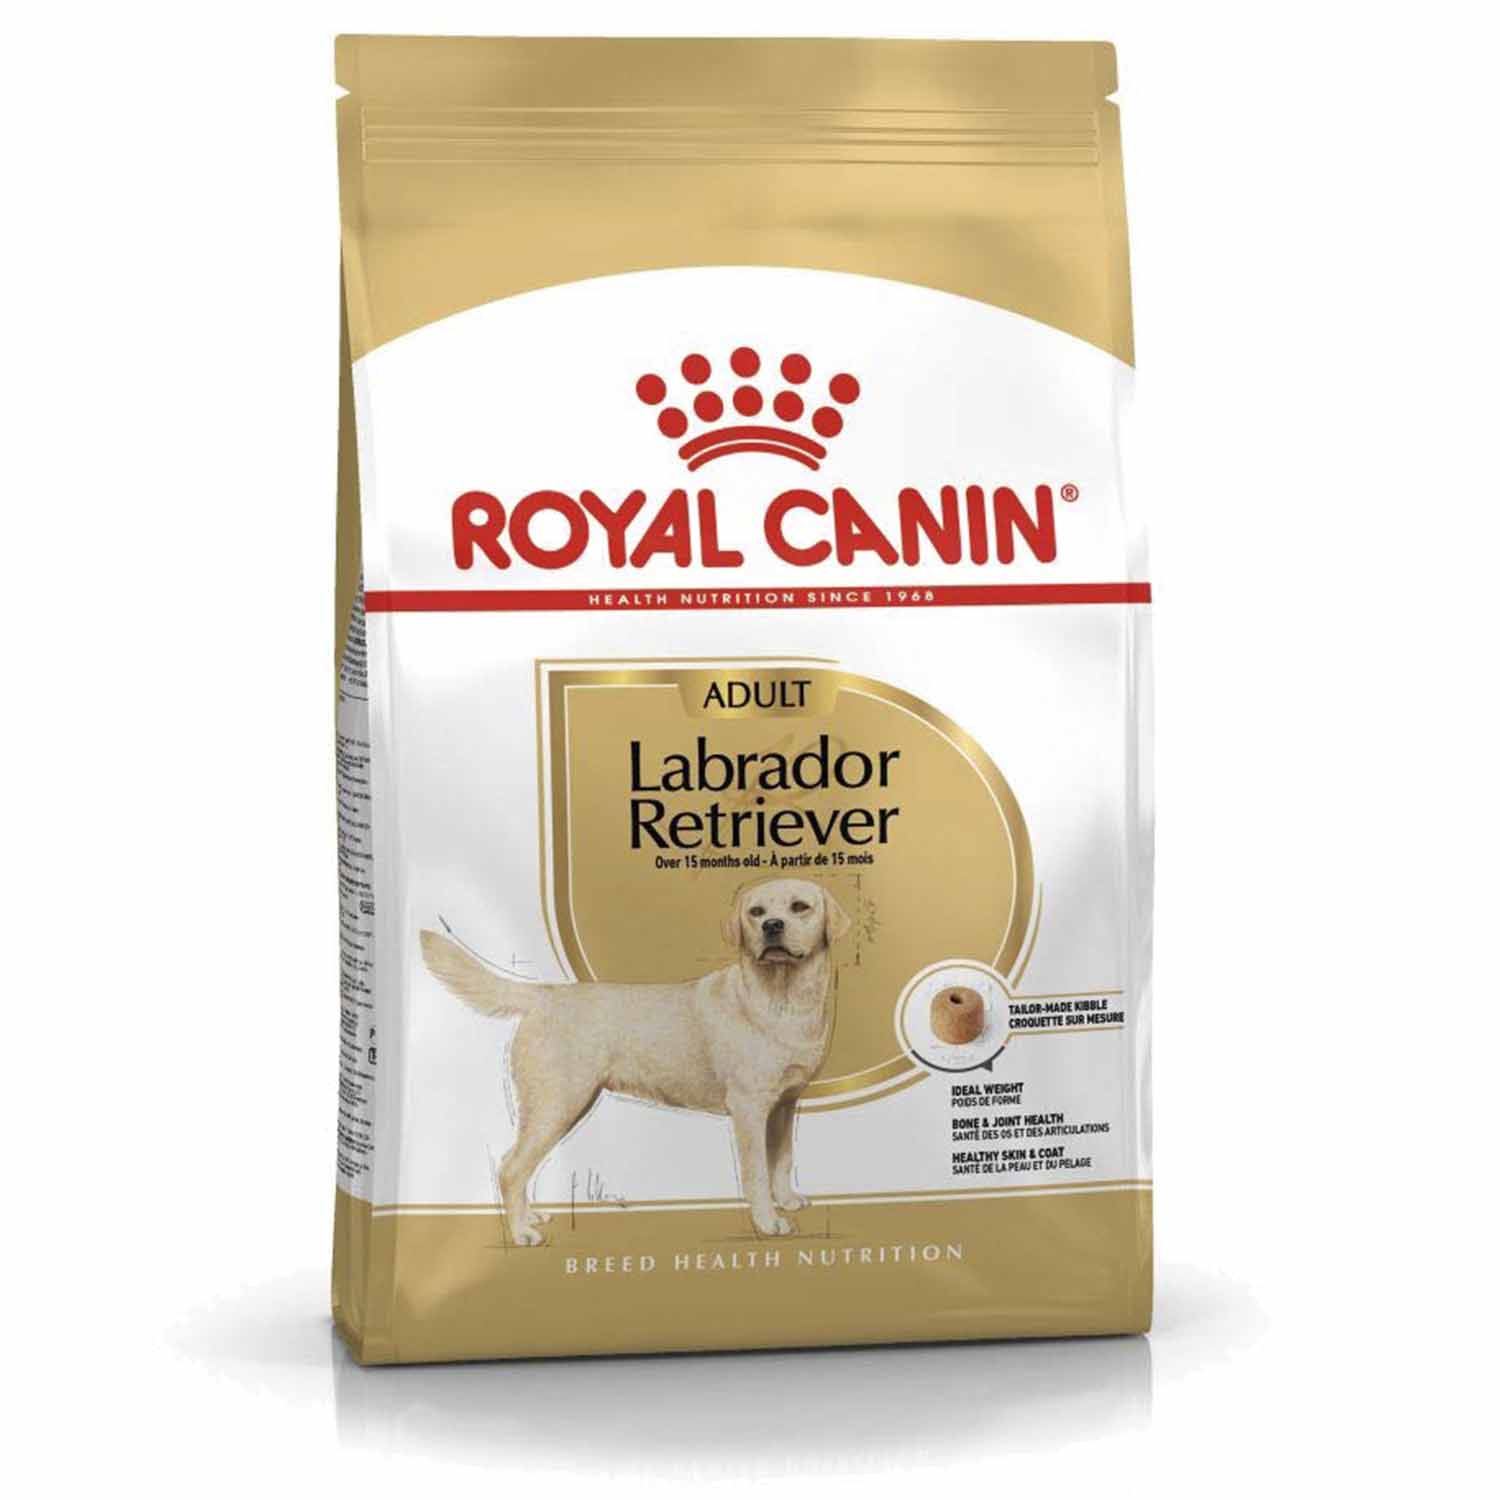 ROYAL CANIN®
HEALTH NUTRITION SINCE 1968
ADULT
Labrador
Retriever
Over 15 months old - À partir de 15 mois
TAILOR-MADE KIBBLE
CROQUETTE SUR MESURE
IDEAL WEIGHT
POIDS DE FORME
BONE & JOINT HEALTH
SANTÉ DES OS ET DES ARTICULATIONS
HEALTHY SKIN & COAT
SANTÉ DE LA PEAU ET DU PELAGE
BREED HEALTH NUTRITION